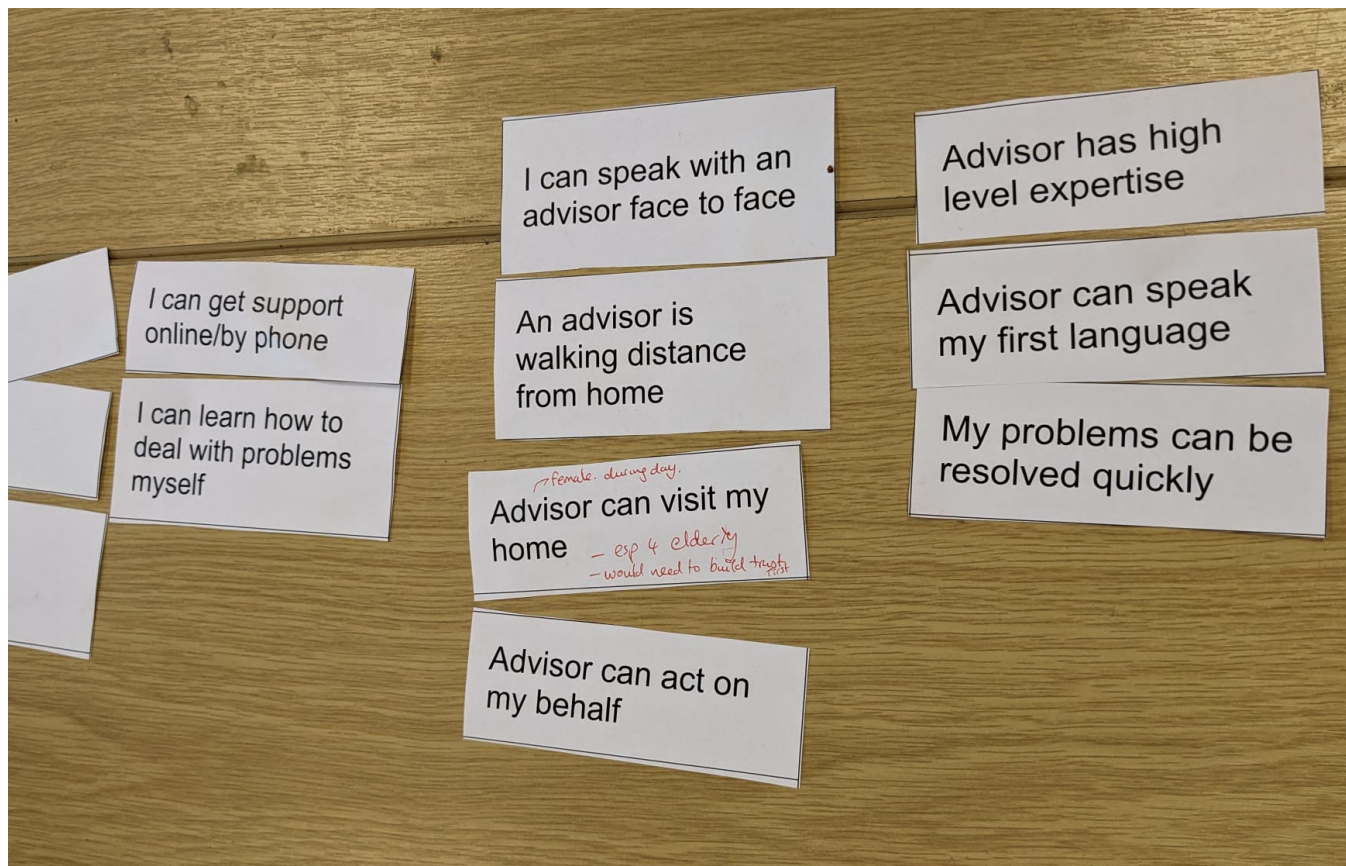 I can get support
online/by phone
I can learn how to
deal with problems
myself
I can speak with an
advisor face to face
An advisor is
walking distance
from home
female. during day.
Advisor can visit my
home
- esp 4 elderly
- would need to build trust
first
Advisor can act on
my behalf
Advisor has high
level expertise
Advisor can speak
my first language
My problems can be
resolved quickly